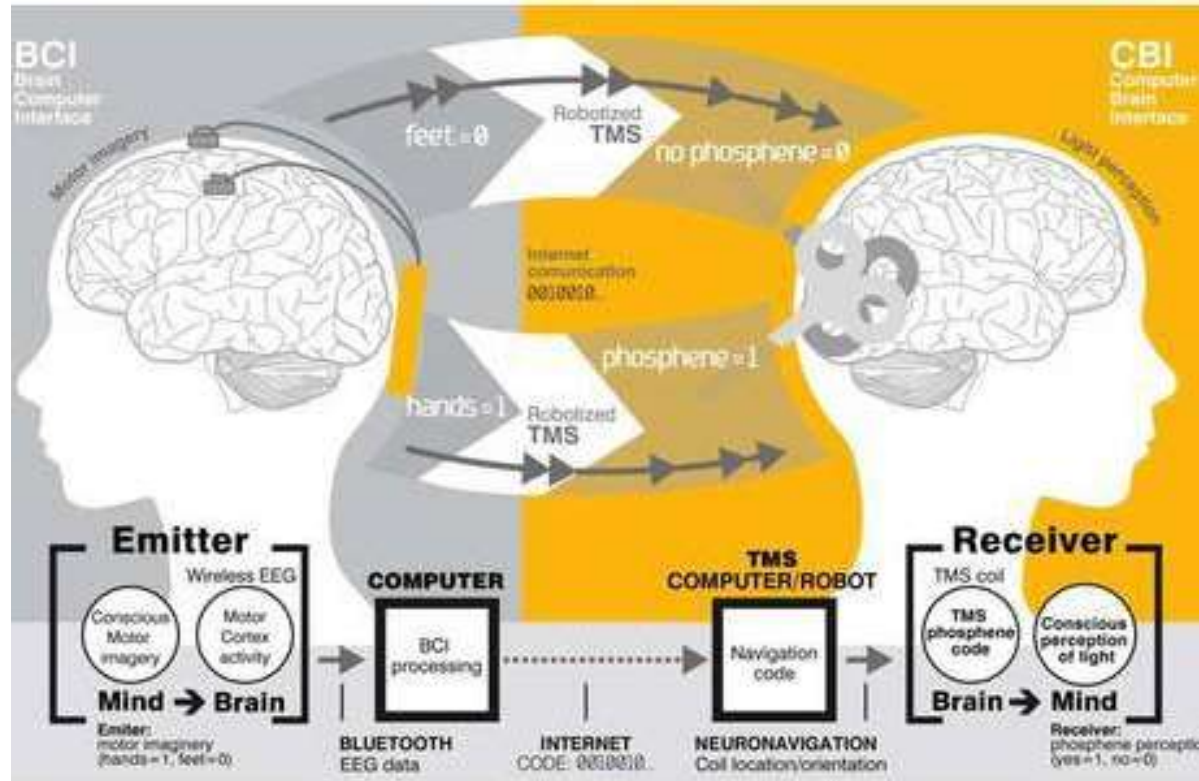 BCI
Brain
Computer
Interface
CBI
Computer
Brain
Interface
Motor imagery
Light perception
feet=0
Robotized
TMS
no phosphene=0
Internet
comunication
0010010..
phosphene=1
hands=1
Robotized
TMS
Emitter
Wireless EEG
Conscious
Motor
imagery
Motor
Cortex
activity
Mind → Brain
Emiter:
motor imaginery
(hands=1, feet=0)
COMPUTER
BCI
processing
BLUETOOTH
EEG data
INTERNET
CODE: 0010010..
TMS
COMPUTER/ROBOT
Navigation
code
NEURONAVIGATION
Coil location/orientation
Receiver
TMS coil
TMS
phosphene
code
Conscious
perception
of light
Brain → Mind
Receiver:
phosphene perceptio
(yes=1, no=0)